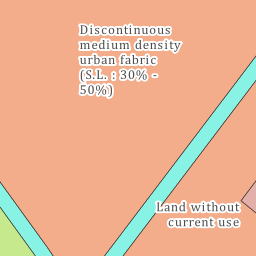 Discontinuous
medium density
urban fabric
(S.L. : 30% -
50%)
Land without
current use